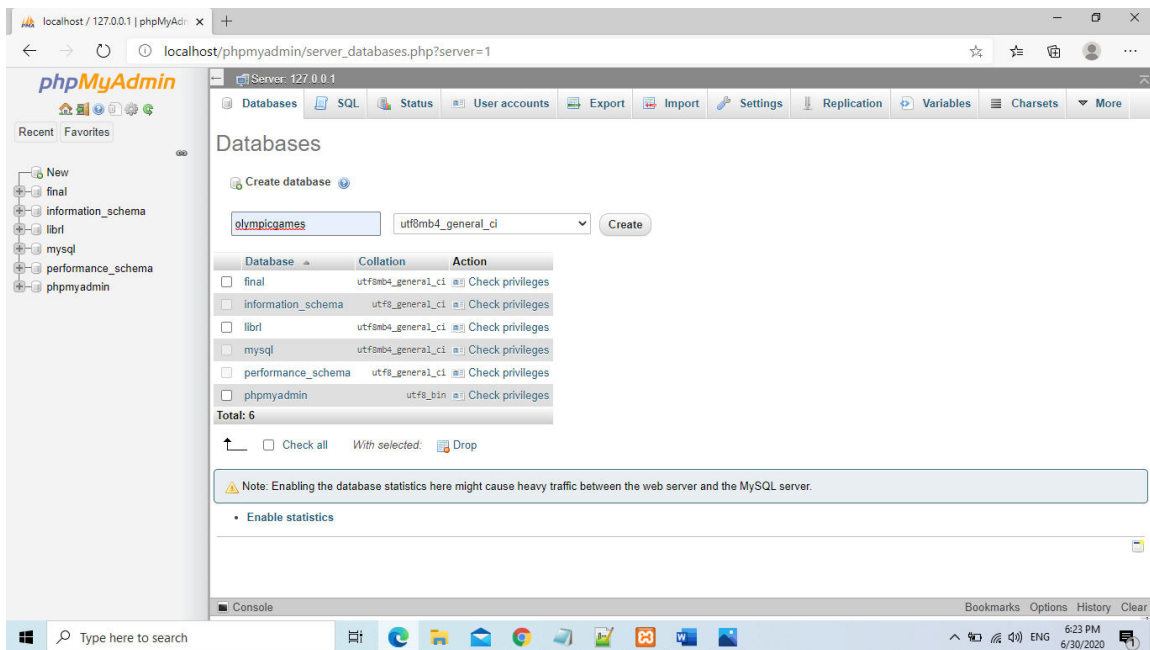 localhost / 127.0.0.1 | phpMyAdm
localhost/phpmyadmin/server_databases.php?server=1
phpMyAdmin
Recent Favorites
New
final
information_schema
librl
mysql
performance_schema
phpmyadmin
Server: 127.0.0.1
Databases SQL Status User accounts Export Import Settings Replication Variables Charsets More
Databases
Create database
olympicgames utf8mb4_general_ci Create
Database Collation Action
final utf8mb4_general_ci Check privileges
information_schema utf8_general_ci Check privileges
librl utf8mb4_general_ci Check privileges
mysql utf8mb4_general_ci Check privileges
performance_schema utf8_general_ci Check privileges
phpmyadmin utf8_bin Check privileges
Total: 6
Check all With selected: Drop
Note: Enabling the database statistics here might cause heavy traffic between the web server and the MySQL server.
Enable statistics
Console Bookmarks Options History Clear
Type here to search
ENG
6:23 PM
6/30/2020